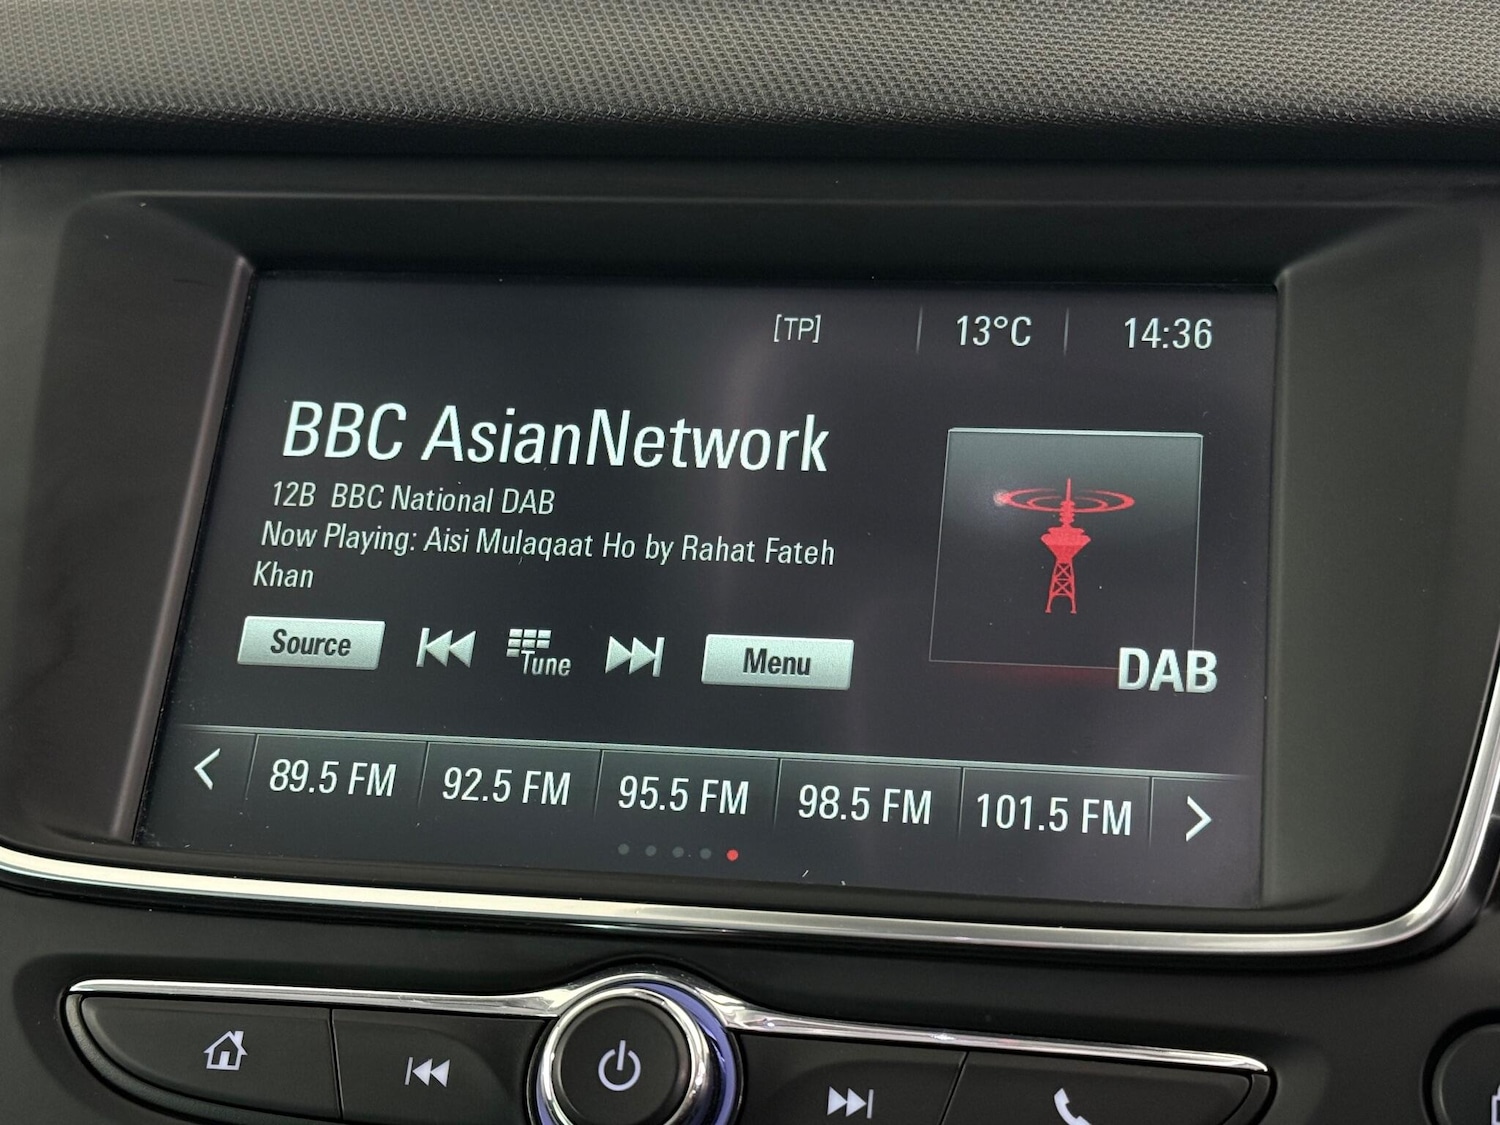 [TP] 13°C 14:36
BBC AsianNetwork
12B BBC National DAB
Now Playing: Aisi Mulaqaat Ho by Rahat Fateh
Khan
Source Tune Menu
DAB
89.5 FM 92.5 FM 95.5 FM 98.5 FM 101.5 FM